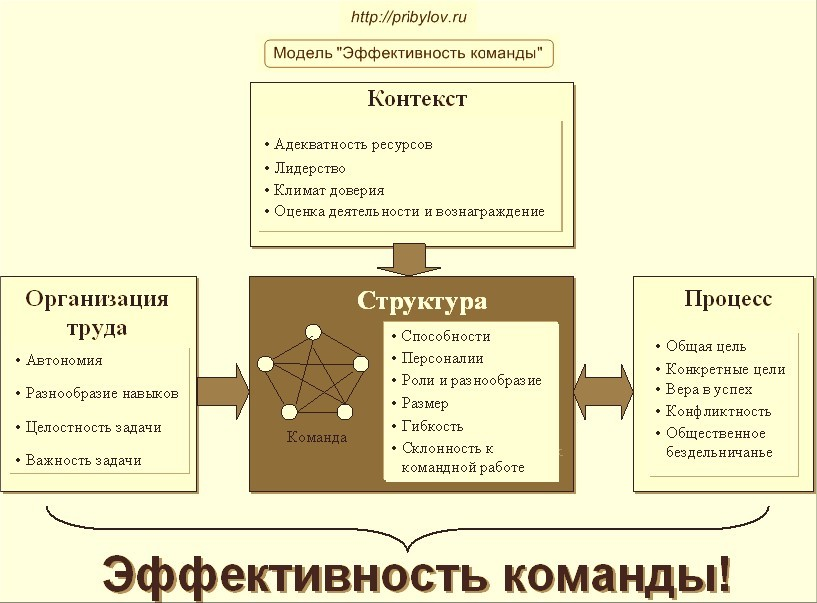 http://pribylov.ru
Модель "Эффективность команды"
Контекст
• Адекватность ресурсов
• Лидерство
• Климат доверия
• Оценка деятельности и вознаграждение
Организация
труда
• Автономия
• Разнообразие навыков
• Целостность задачи
• Важность задачи
Структура
Команда
• Способности
• Персоналии
• Роли и разнообразие
• Размер
• Гибкость
• Склонность к
командной работе
Процесс
• Общая цель
• Конкретные цели
• Вера в успех
• Конфликтность
• Общественное
бездельничанье
Эффективность команды!